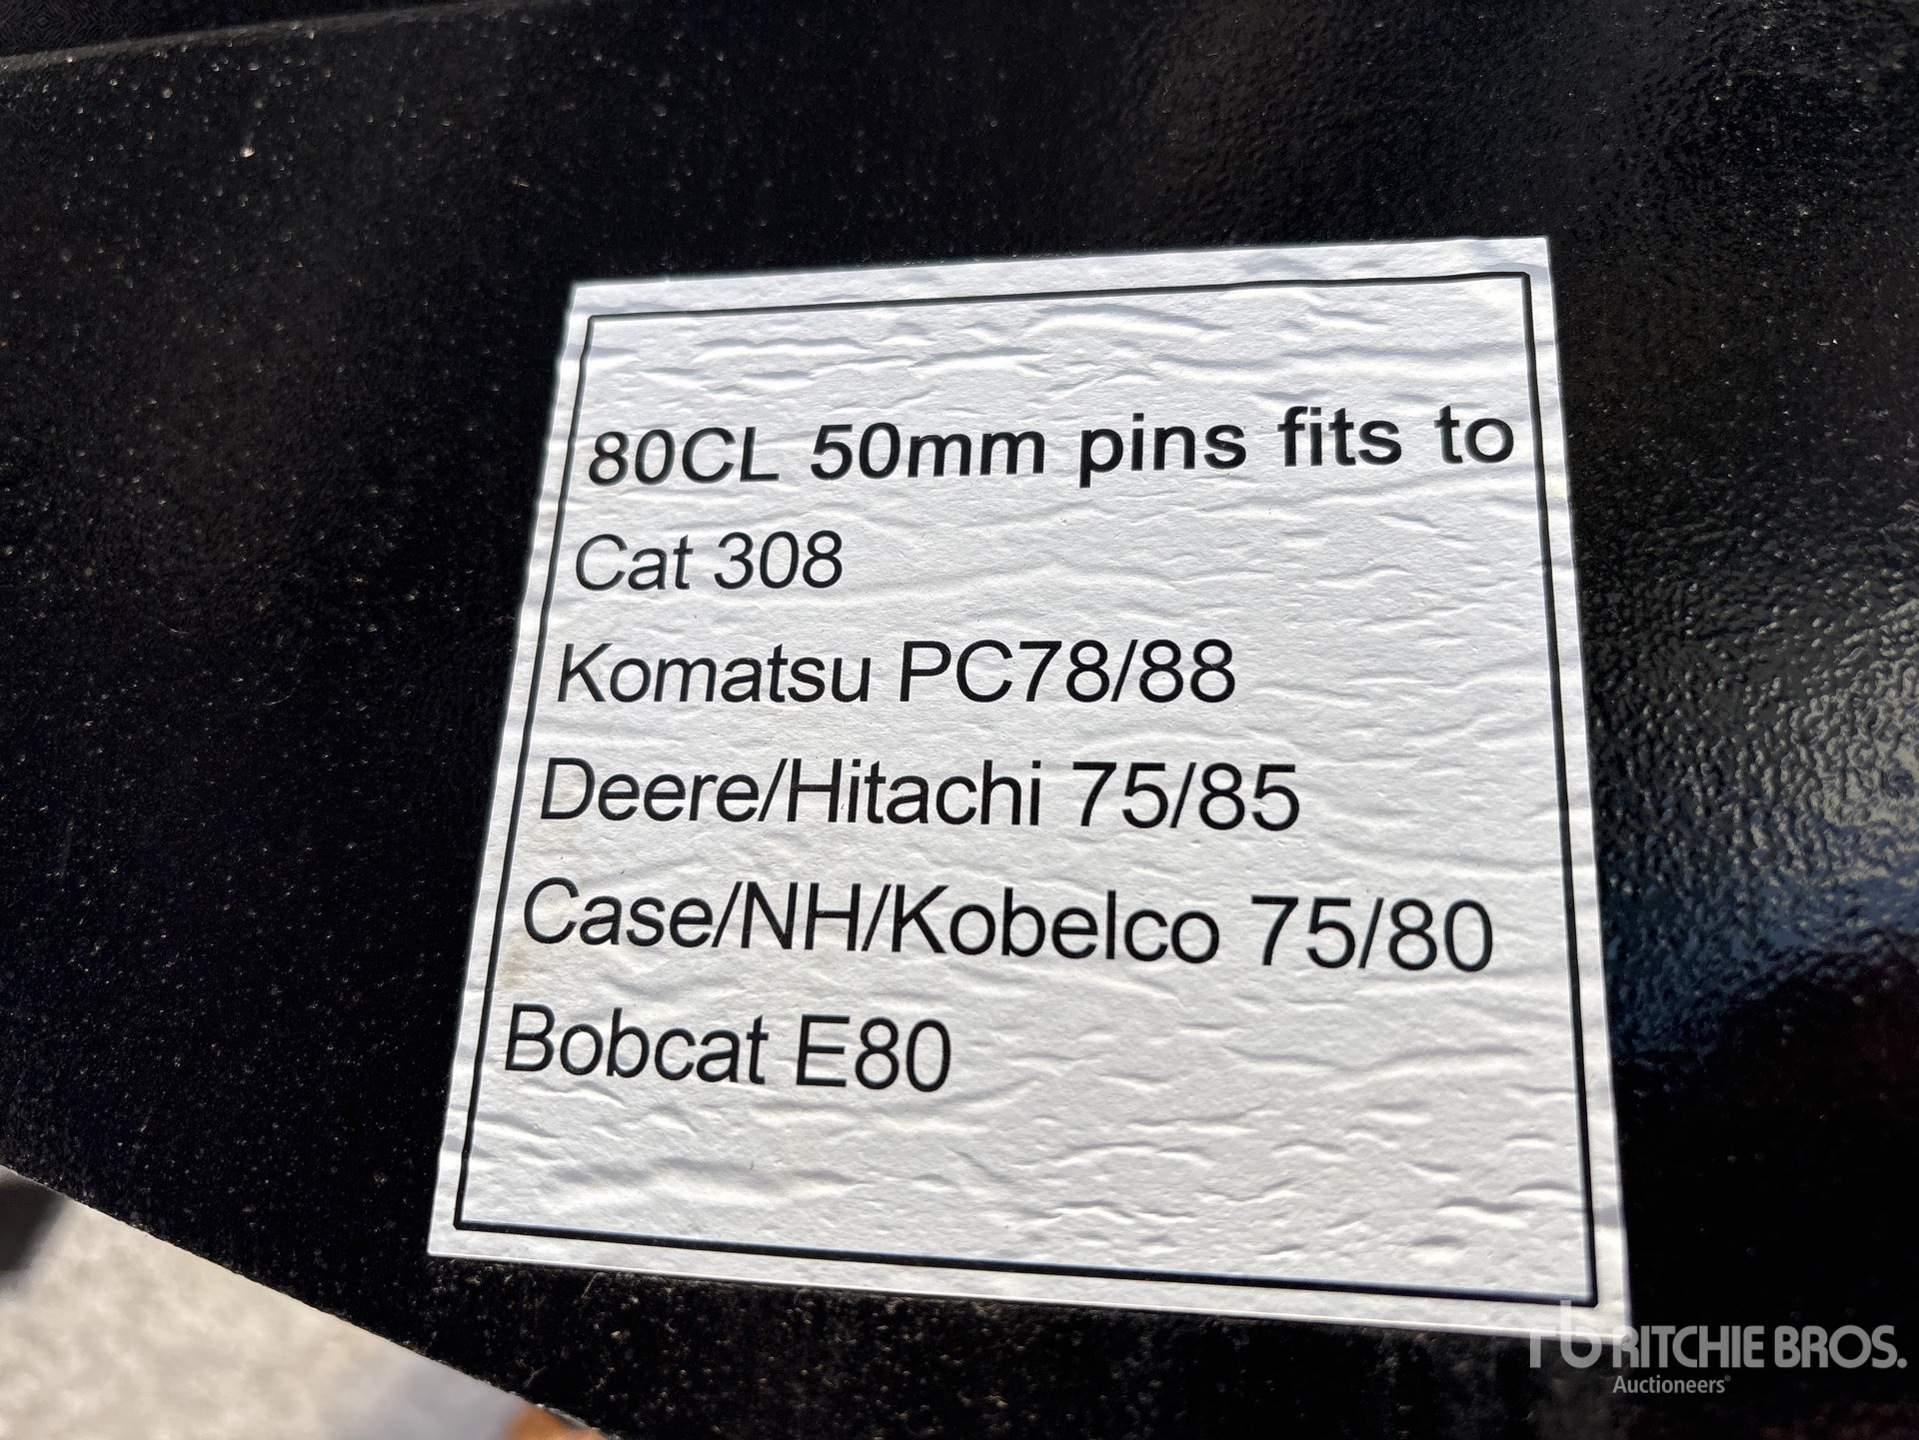 80CL 50mm pins fits to
Cat 308
Komatsu PC78/88
Deere/Hitachi 75/85
Case/NH/Kobelco 75/80
Bobcat E80
rb RITCHIE BROS.
Auctioneers®